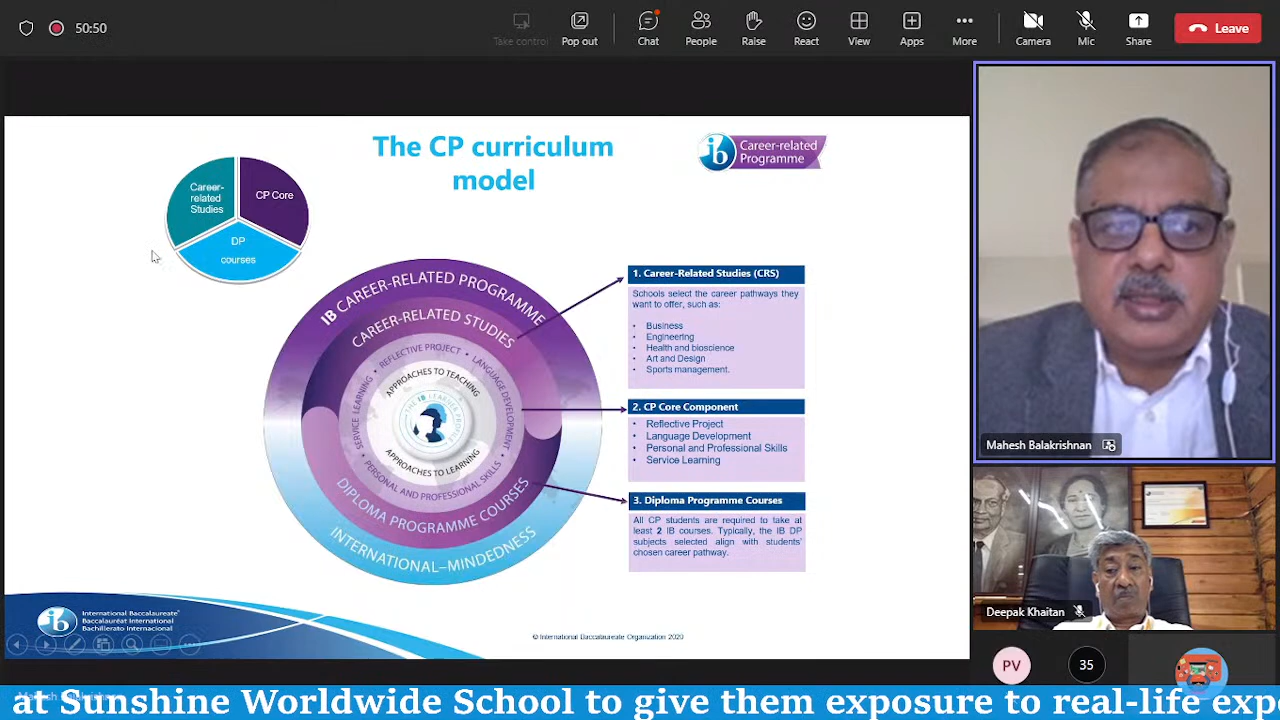 50:50
Take control
Pop out
Chat
People
Raise
React
View
Apps
More
Camera
Mic
Share
Leave
The CP curriculum
model
ib Career-related
Programme
Career-
related
Studies
CP Core
DP
courses
IB CAREER-RELATED PROGRAMME
CAREER-RELATED STUDIES
SERVICE LEARNING • REFLECTIVE PROJECT • LANGUAGE DEVELOPMENT
• PERSONAL AND PROFESSIONAL SKILLS •
APPROACHES TO TEACHING
APPROACHES TO LEARNING
DIPLOMA PROGRAMME COURSES
INTERNATIONAL–MINDEDNESS
1. Career-Related Studies (CRS)
Schools select the career pathways they
want to offer, such as:
• Business
• Engineering
• Health and bioscience
• Art and Design
• Sports management.
2. CP Core Component
• Reflective Project
• Language Development
• Personal and Professional Skills
• Service Learning
3. Diploma Programme Courses
All CP students are required to take at
least 2 IB courses. Typically, the IB DP
subjects selected align with students'
chosen career pathway.
ib International Baccalaureate®
Baccalauréat International
Bachillerato Internacional
© International Baccalaureate Organization 2020
Mahesh Balakrishnan
Deepak Khaitan
PV
35
at Sunshine Worldwide School to give them exposure to real-life exp